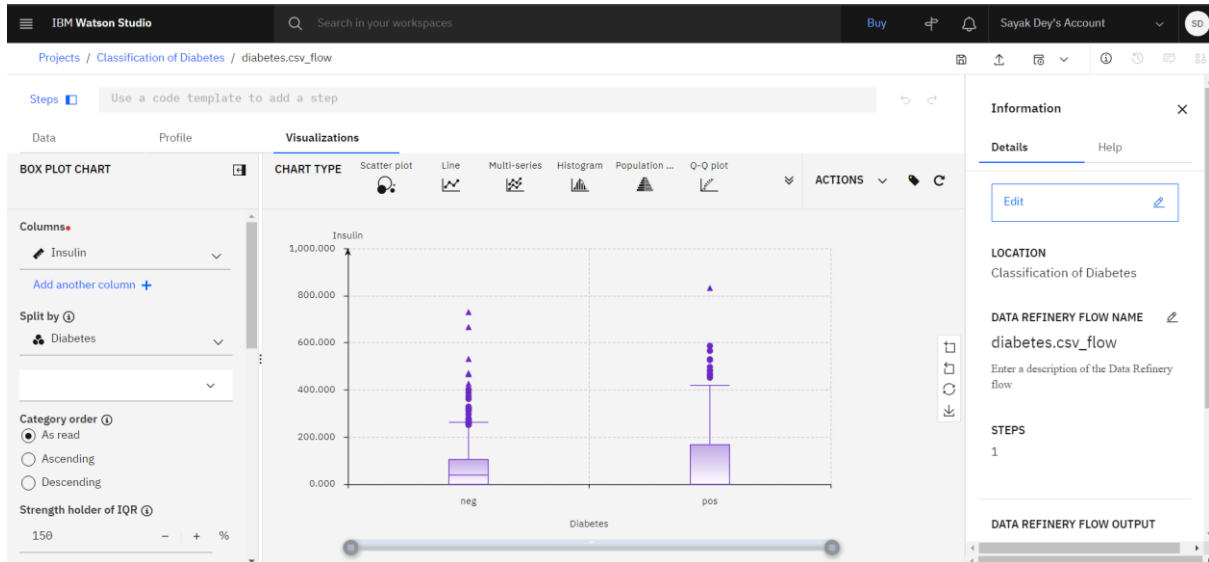 IBM Watson Studio
Search in your workspaces
Buy
Sayak Dey's Account
SD
Projects / Classification of Diabetes / diabetes.csv_flow
Steps
Use a code template to add a step
Data
Profile
Visualizations
BOX PLOT CHART
Columns
Insulin
Add another column +
Split by
Diabetes
Category order
As read
Ascending
Descending
Strength holder of IQR
150
- + %
CHART TYPE
Scatter plot
Line
Multi-series
Histogram
Population ...
Q-Q plot
ACTIONS
Insulin
1,000.000
800.000
600.000
400.000
200.000
0.000
neg
pos
Diabetes
Information
Details
Help
Edit
LOCATION
Classification of Diabetes
DATA REFINERY FLOW NAME
diabetes.csv_flow
Enter a description of the Data Refinery
flow
STEPS
1
DATA REFINERY FLOW OUTPUT